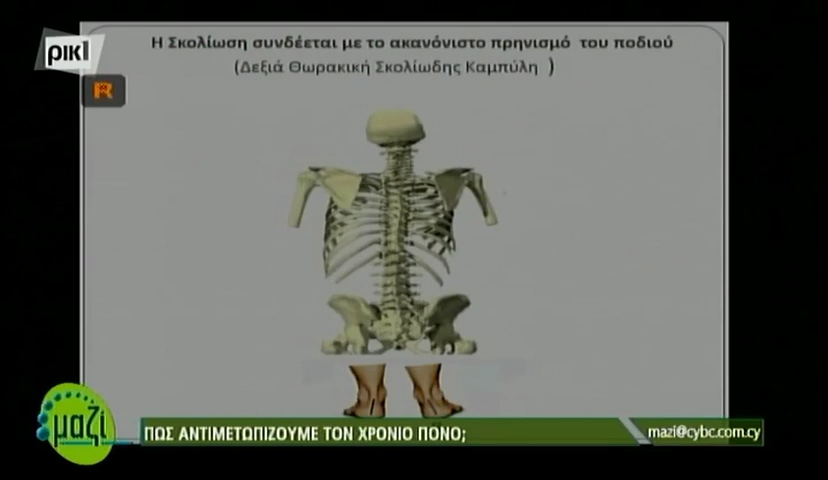 Η Σκολίωση συνδέεται με το ακανόνιστο πρηνισμό του ποδιού
(Δεξιά Θωρακική Σκολίωδης Καμπύλη )
ΡΙΚ1
R
μαζί
ΠΩΣ ΑΝΤΙΜΕΤΩΠΙΖΟΥΜΕ ΤΟΝ ΧΡΟΝΙΟ ΠΟΝΟ;
mazi@cybc.com.cy